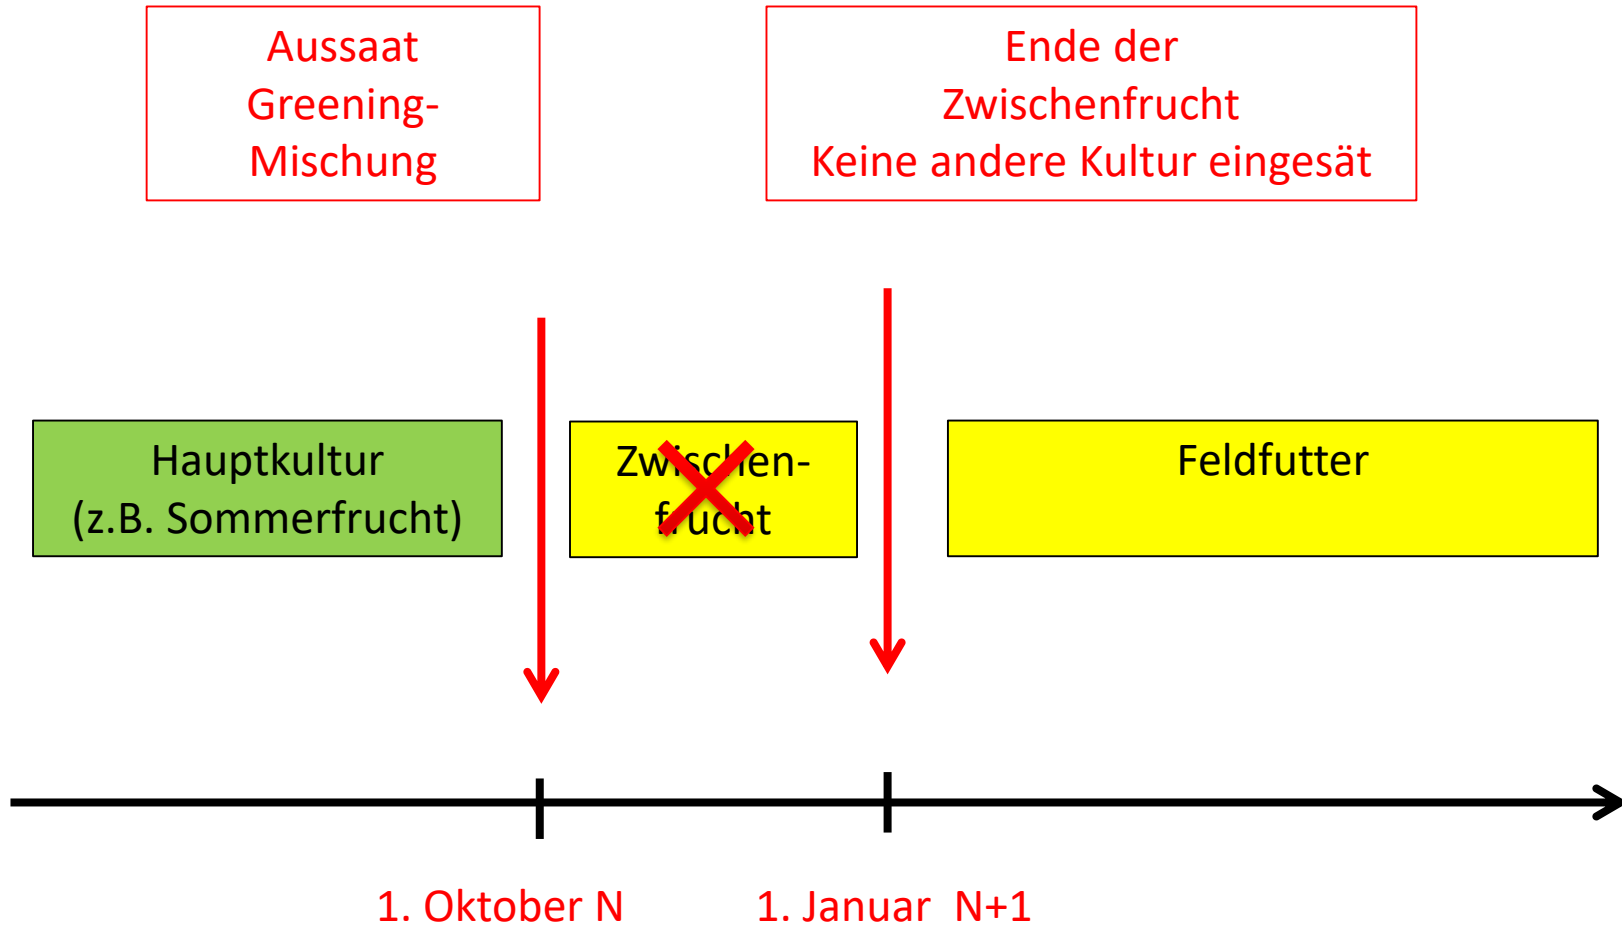 Aussaat
Greening-
Mischung
Ende der
Zwischenfrucht
Keine andere Kultur eingesät
Hauptkultur
(z.B. Sommerfrucht)
Zwischen-
frucht
Feldfutter
1. Oktober N
1. Januar N+1